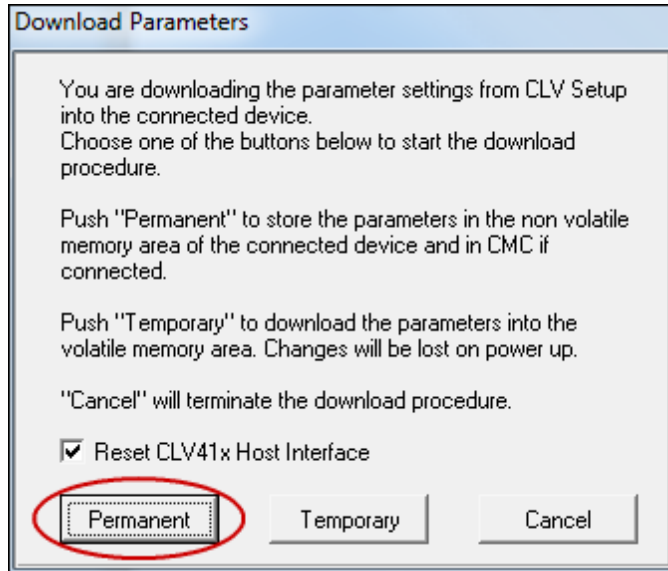 Download Parameters
You are downloading the parameter settings from CLV Setup
into the connected device.
Choose one of the buttons below to start the download
procedure.
Push "Permanent" to store the parameters in the non volatile
memory area of the connected device and in CMC if
connected.
Push "Temporary" to download the parameters into the
volatile memory area. Changes will be lost on power up.
"Cancel" will terminate the download procedure.
Reset CLV41x Host Interface
Permanent Temporary Cancel